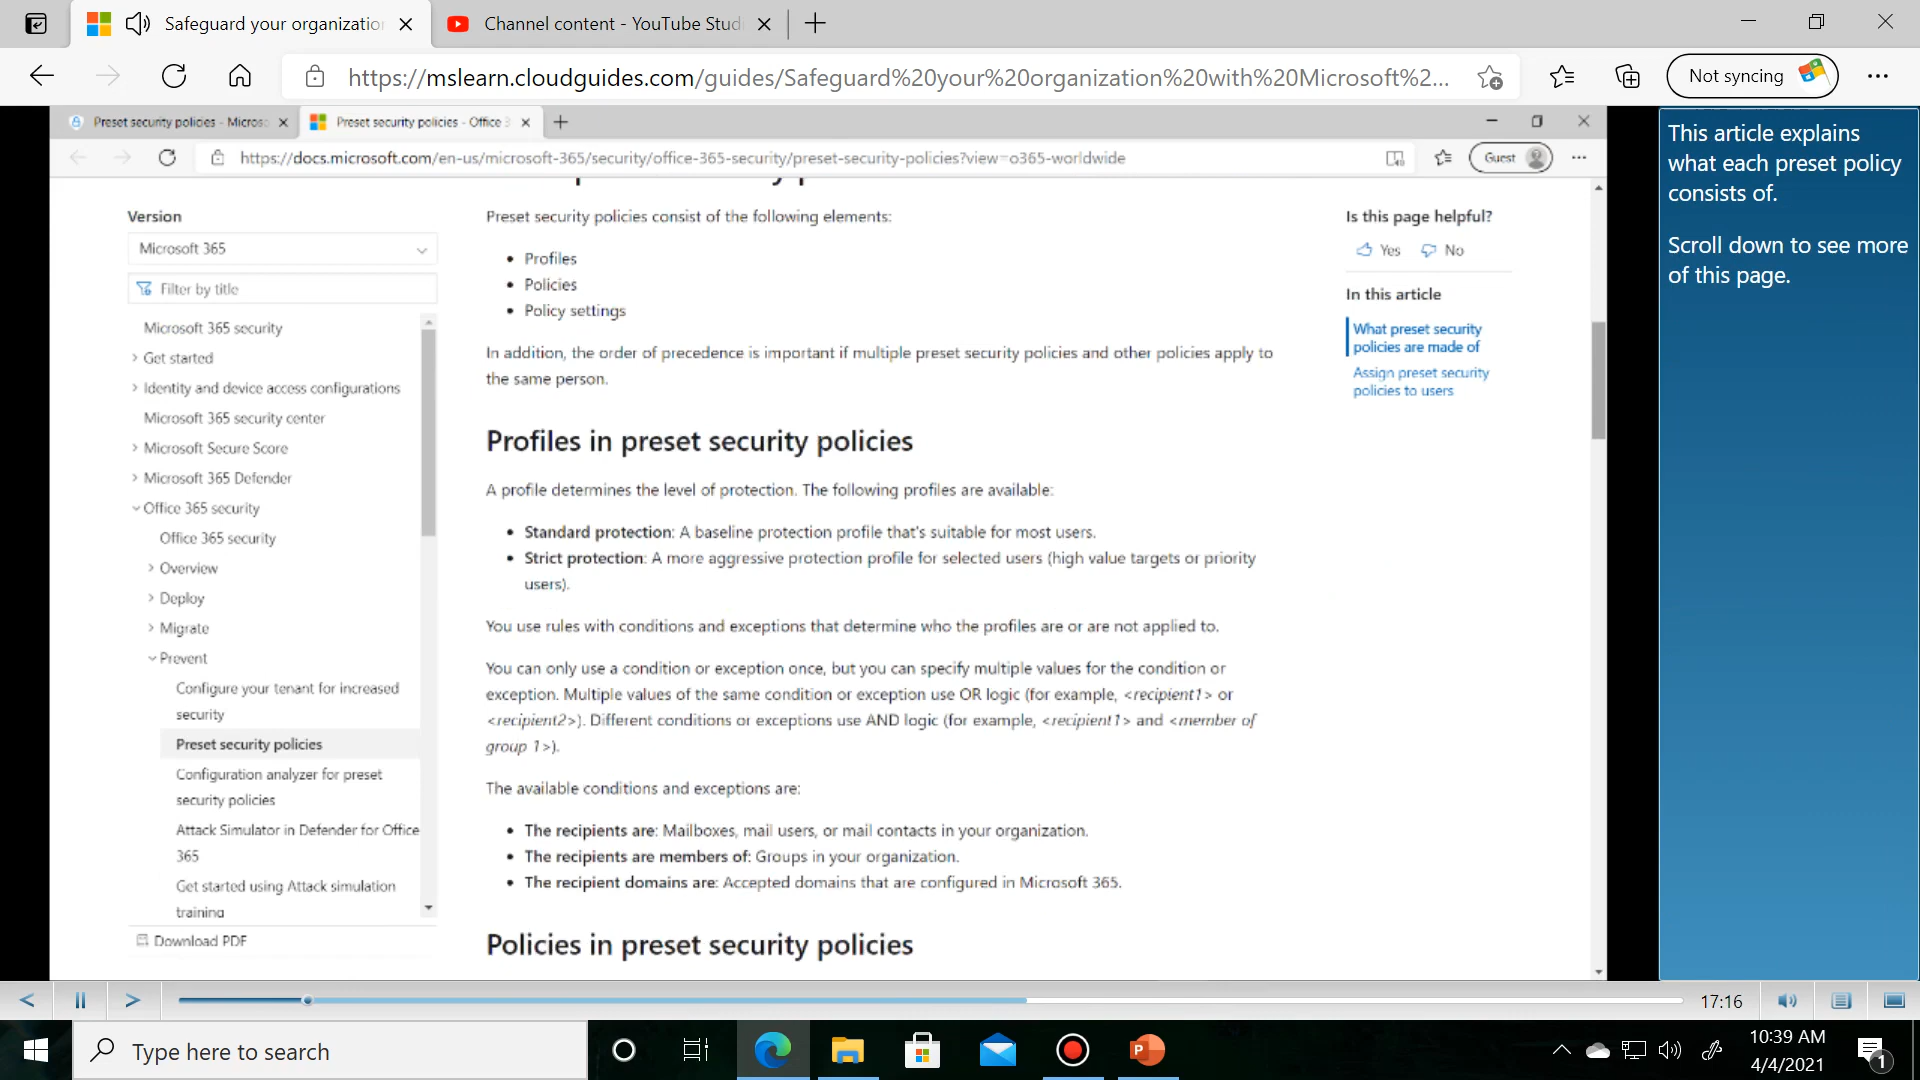 Safeguard your organization
Channel content - YouTube Stud
https://mslearn.cloudguides.com/guides/Safeguard%20your%20organization%20with%20Microsoft%2...
Not syncing
Preset security policies - Micros
Preset security policies - Office 3
https://docs.microsoft.com/en-us/microsoft-365/security/office-365-security/preset-security-policies?view=o365-worldwide
Guest
Version
Microsoft 365
Filter by title
Microsoft 365 security
Get started
Identity and device access configurations
Microsoft 365 security center
Microsoft Secure Score
Microsoft 365 Defender
Office 365 security
Office 365 security
Overview
Deploy
Migrate
Prevent
Configure your tenant for increased
security
Preset security policies
Configuration analyzer for preset
security policies
Attack Simulator in Defender for Office
365
Get started using Attack simulation
training
Download PDF
Preset security policies consist of the following elements:
• Profiles
• Policies
• Policy settings
In addition, the order of precedence is important if multiple preset security policies and other policies apply to
the same person.
Profiles in preset security policies
A profile determines the level of protection. The following profiles are available:
• Standard protection: A baseline protection profile that's suitable for most users.
• Strict protection: A more aggressive protection profile for selected users (high value targets or priority
users).
You use rules with conditions and exceptions that determine who the profiles are or are not applied to.
You can only use a condition or exception once, but you can specify multiple values for the condition or
exception. Multiple values of the same condition or exception use OR logic (for example, <recipient1> or
<recipient2>). Different conditions or exceptions use AND logic (for example, <recipient1> and <member of
group 1>).
The available conditions and exceptions are:
• The recipients are: Mailboxes, mail users, or mail contacts in your organization.
• The recipients are members of: Groups in your organization.
• The recipient domains are: Accepted domains that are configured in Microsoft 365.
Policies in preset security policies
Is this page helpful?
Yes No
In this article
What preset security
policies are made of
Assign preset security
policies to users
This article explains
what each preset policy
consists of.
Scroll down to see more
of this page.
17:16
Type here to search
10:39 AM
4/4/2021
1